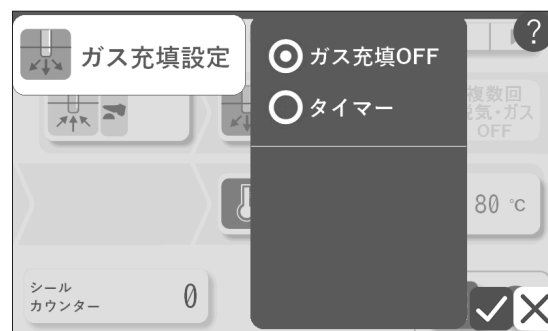 ガス充填設定
ガス充填OFF
タイマー
?
複数回
脱気・ガス
OFF
80 ℃
シール
カウンター
0